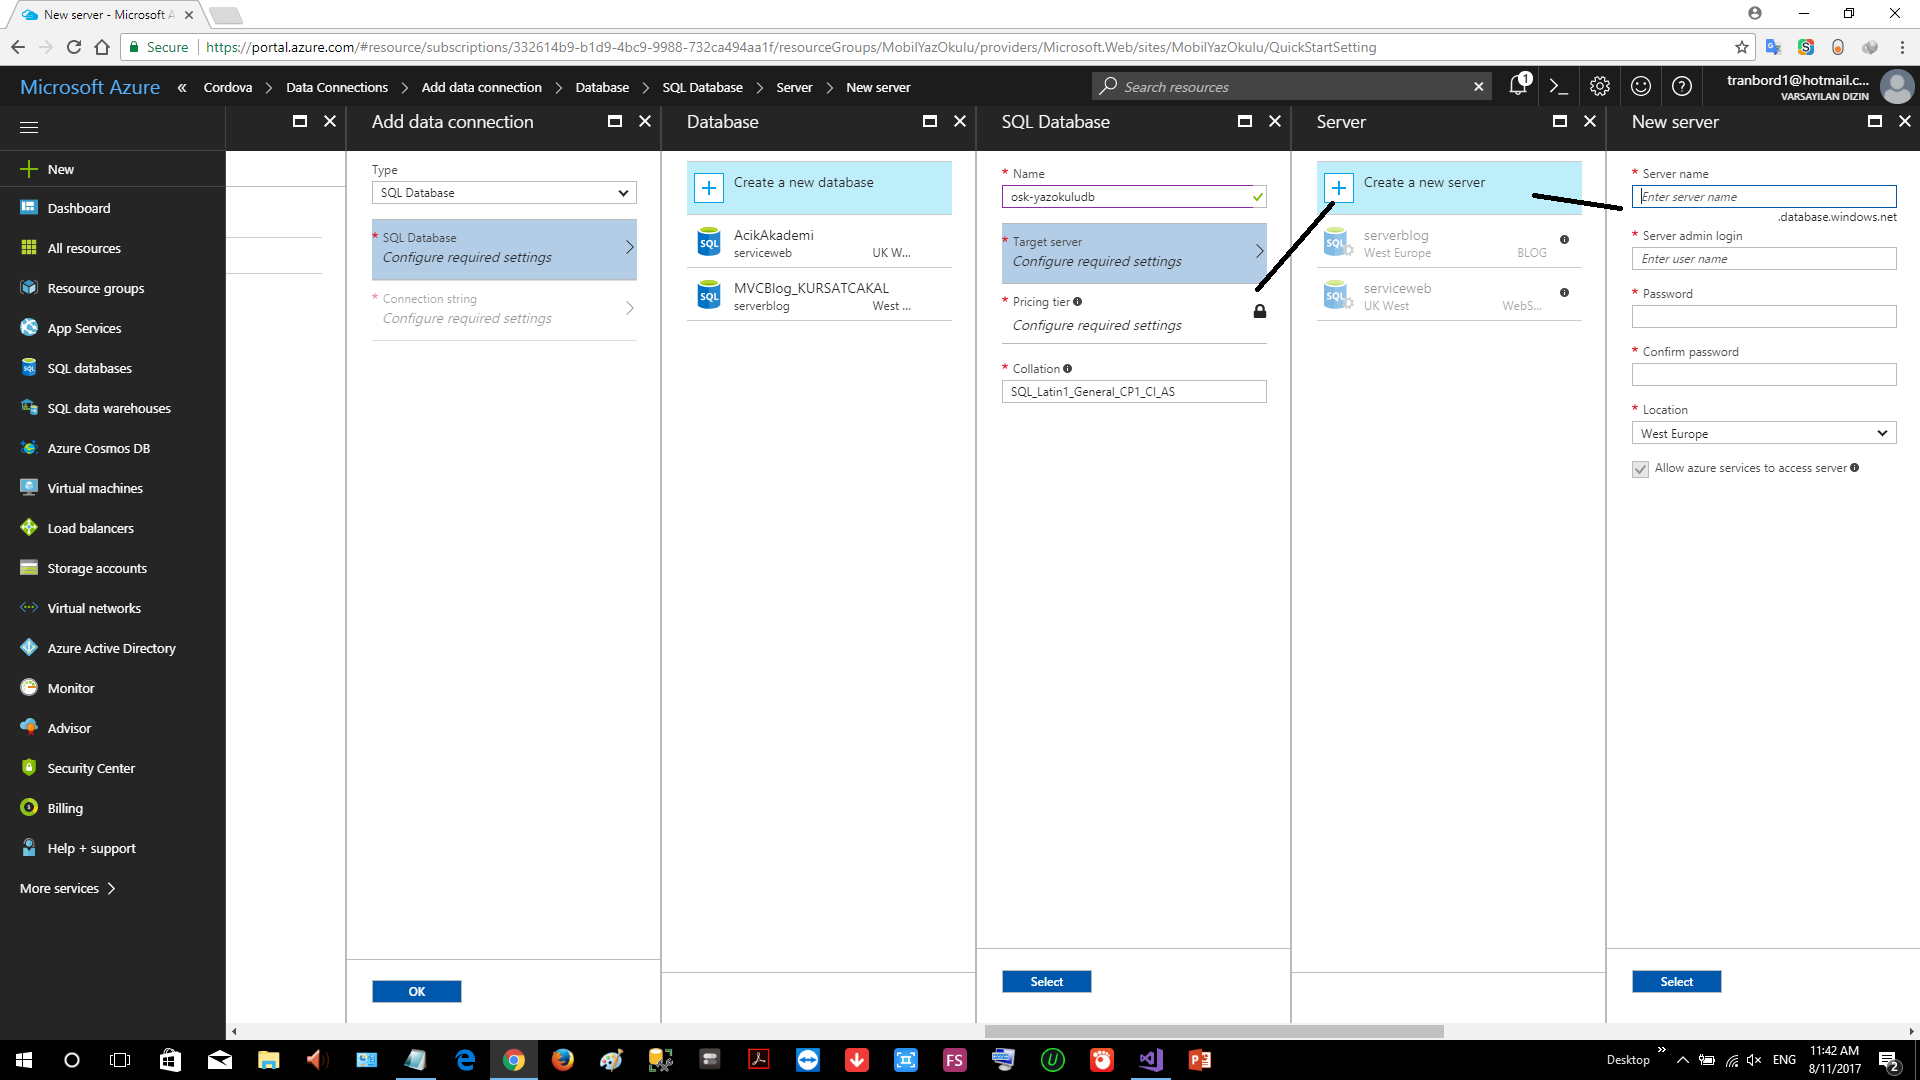 New server - Microsoft A
Secure
https://portal.azure.com/#resource/subscriptions/332614b9-b1d9-4bc9-9988-732ca494aa1f/resourceGroups/MobilYazOkulu/providers/Microsoft.Web/sites/MobilYazOkulu/QuickStartSetting
Microsoft Azure
Cordova
Data Connections
Add data connection
Database
SQL Database
Server
New server
Search resources
1
tranbord1@hotmail.c...
VARSAYILAN DIZIN
New
Dashboard
All resources
Resource groups
App Services
SQL databases
SQL data warehouses
Azure Cosmos DB
Virtual machines
Load balancers
Storage accounts
Virtual networks
Azure Active Directory
Monitor
Advisor
Security Center
Billing
Help + support
More services
Add data connection
Type
SQL Database
* SQL Database
Configure required settings
* Connection string
Configure required settings
OK
Database
Create a new database
SQL
AcikAkademi
serviceweb
UK W...
SQL
MVCBlog_KURSATCAKAL
serverblog
West ...
SQL Database
* Name
osk-yazokuludb
* Target server
Configure required settings
* Pricing tier
Configure required settings
* Collation
SQL_Latin1_General_CP1_CI_AS
Select
Server
Create a new server
SQL
serverblog
West Europe
BLOG
SQL
serviceweb
UK West
WebS...
New server
* Server name
Enter server name
.database.windows.net
* Server admin login
Enter user name
* Password
* Confirm password
* Location
West Europe
Allow azure services to access server
Select
FS
Desktop
ENG
11:42 AM
8/11/2017
2